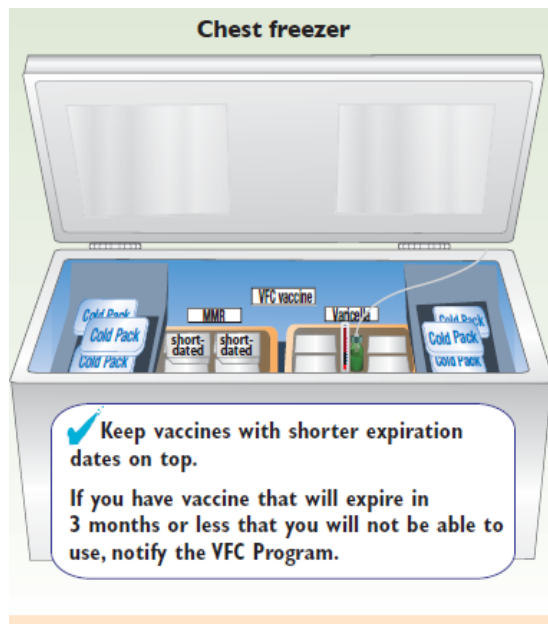 Chest freezer
VFC vaccine
MMR
Varicella
short-
dated
short-
dated
Cold Pack
Cold Pack
Cold Pack
Cold Pack
Cold Pack
Cold Pack
Keep vaccines with shorter expiration
dates on top.
If you have vaccine that will expire in
3 months or less that you will not be able to
use, notify the VFC Program.